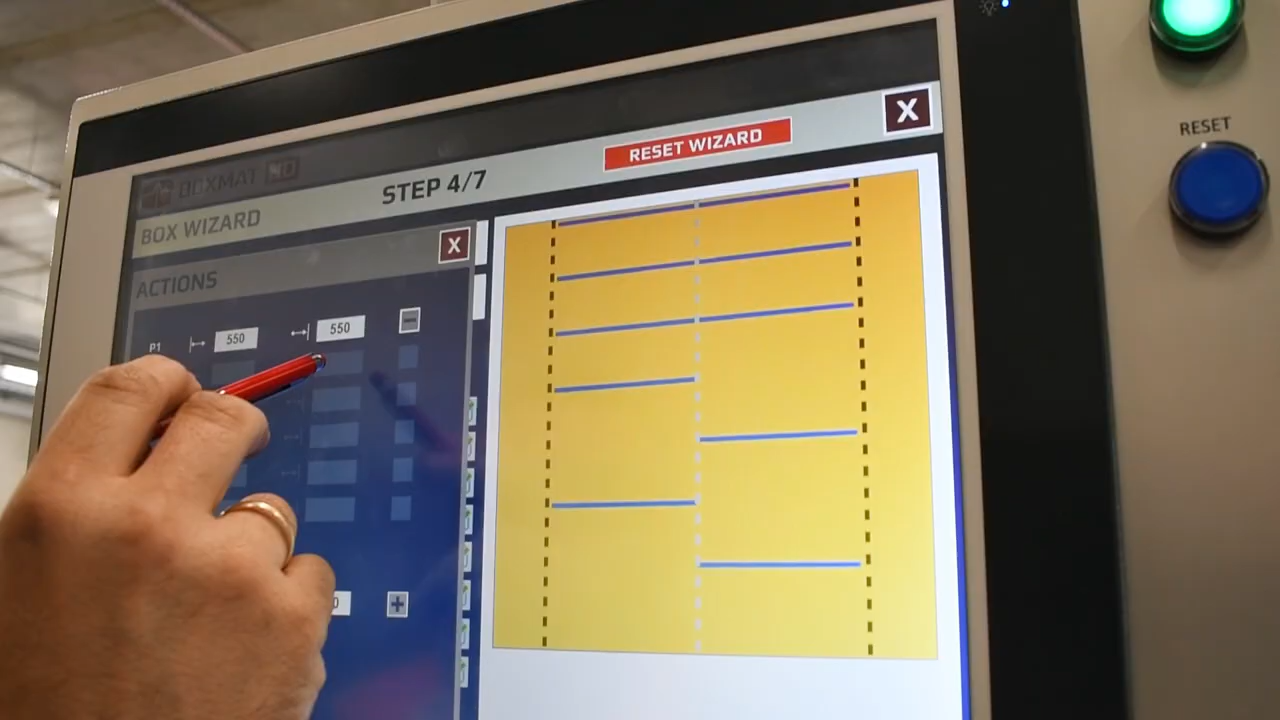 BOXMAT
STEP 4/7
RESET WIZARD
X
BOX WIZARD
X
ACTIONS
P1 550 550
RESET